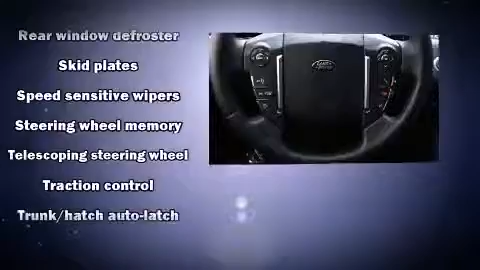 Rear window defroster
Skid plates
Speed sensitive wipers
Steering wheel memory
Telescoping steering wheel
Traction control
Trunk/hatch auto-latch